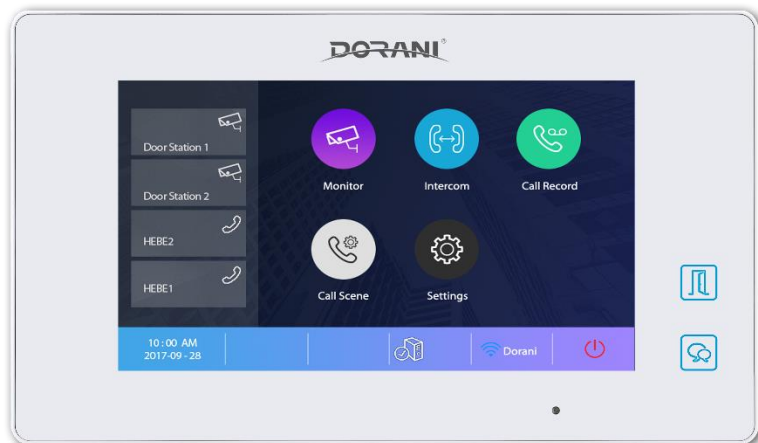 DORANI®
Door Station 1
Door Station 2
HEBE2
HEBE1
Monitor
Intercom
Call Record
Call Scene
Settings
10:00 AM
2017-09-28
Dorani